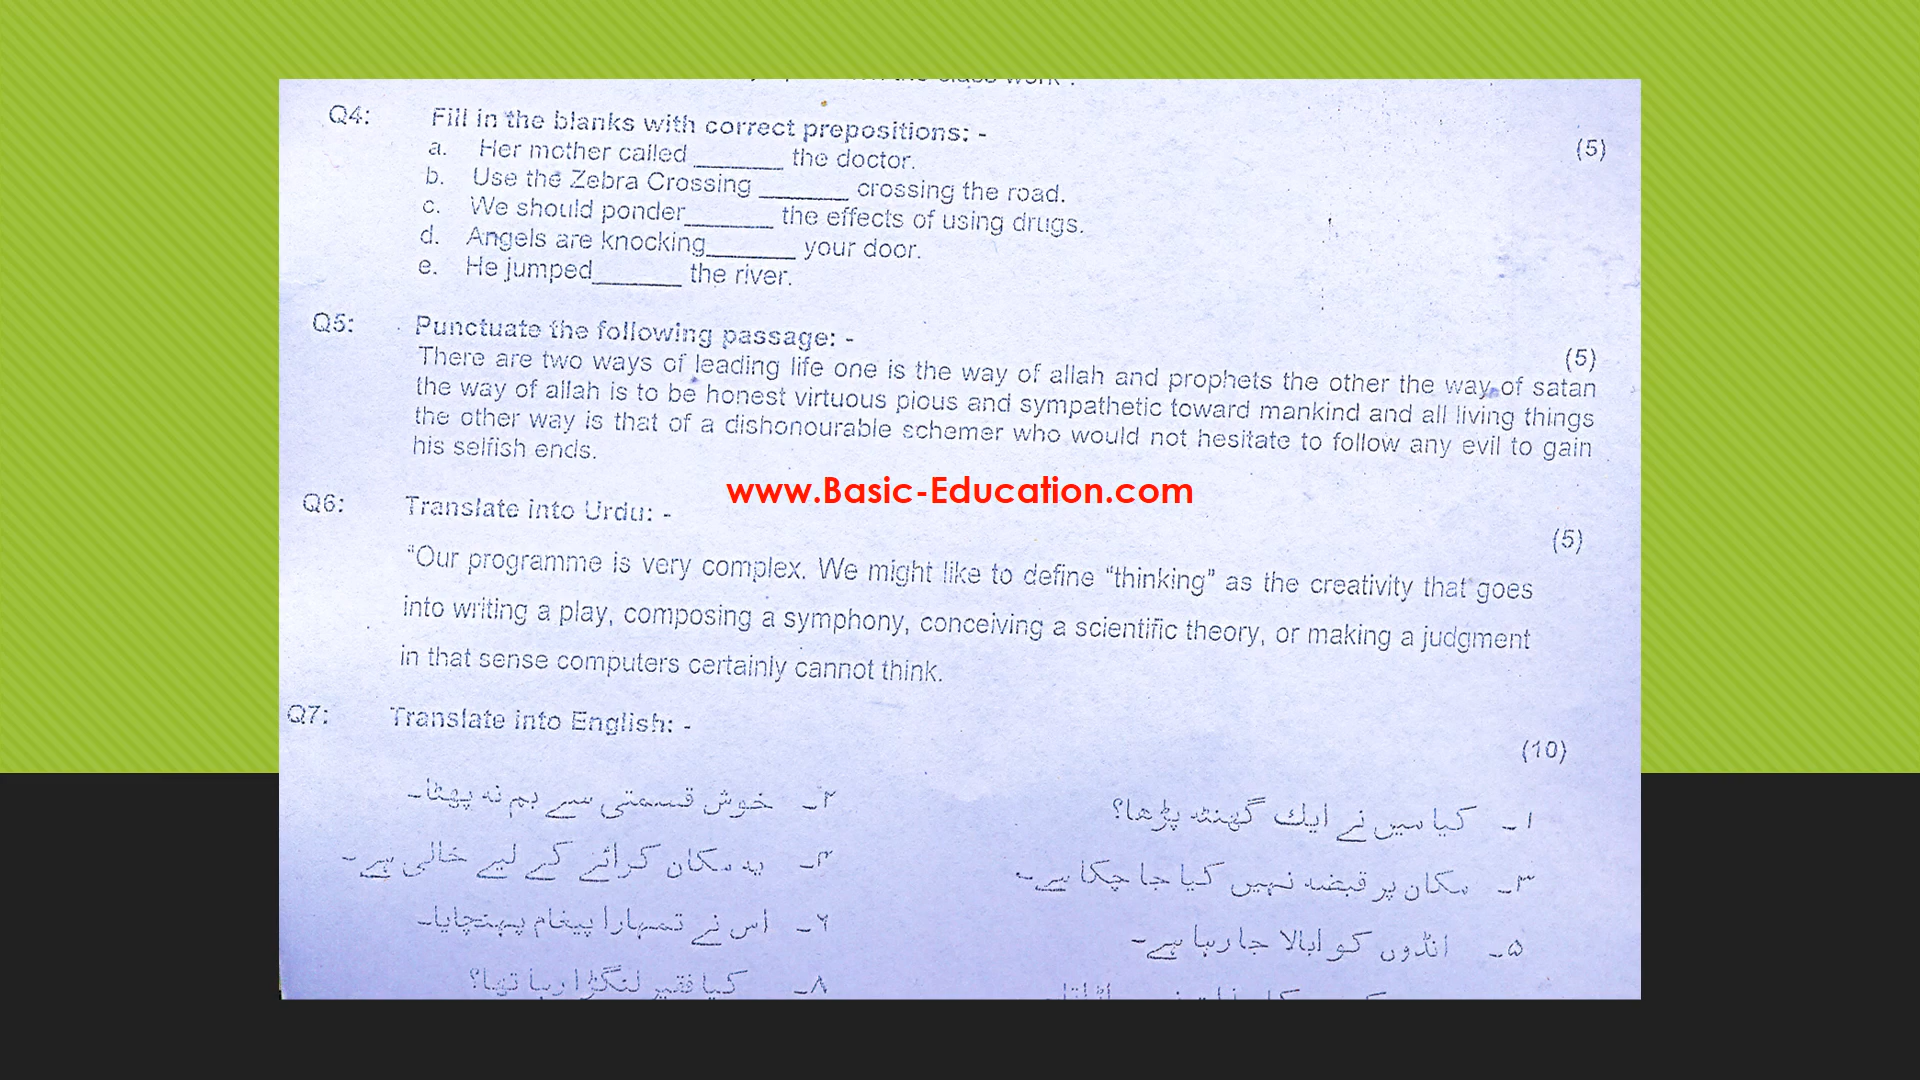 class work .
Q4: Fill in the blanks with correct prepositions: -
(5)
a. Her mother called ______ the doctor.
b. Use the Zebra Crossing ______ crossing the road.
c. We should ponder______ the effects of using drugs.
d. Angels are knocking______ your door.
e. He jumped______ the river.
Q5: Punctuate the following passage: -
(5)
There are two ways of leading life one is the way of allah and prophets the other the way of satan
the way of allah is to be honest virtuous pious and sympathetic toward mankind and all living things
the other way is that of a dishonourable schemer who would not hesitate to follow any evil to gain
his selfish ends.
www.Basic-Education.com
Q6: Translate into Urdu: -
(5)
“Our programme is very complex. We might like to define “thinking” as the creativity that goes
into writing a play, composing a symphony, conceiving a scientific theory, or making a judgment
in that sense computers certainly cannot think.
Q7: Translate into English: -
(10)
۱۔ کیا میں نے ایک گھنٹہ پڑھا؟
۲۔ خوش قسمتی سے بم نہ پھٹا۔
۳۔ مکان پر قبضہ نہیں کیا جا چکا ہے۔
۴۔ یہ مکان کرائے کے لیے خالی ہے۔
۵۔ انڈوں کو ابالا جا رہا ہے۔
۶۔ اس نے تمہارا پیغام پہنچایا۔
۸۔ کیا فقیر لنگڑا رہا تھا؟